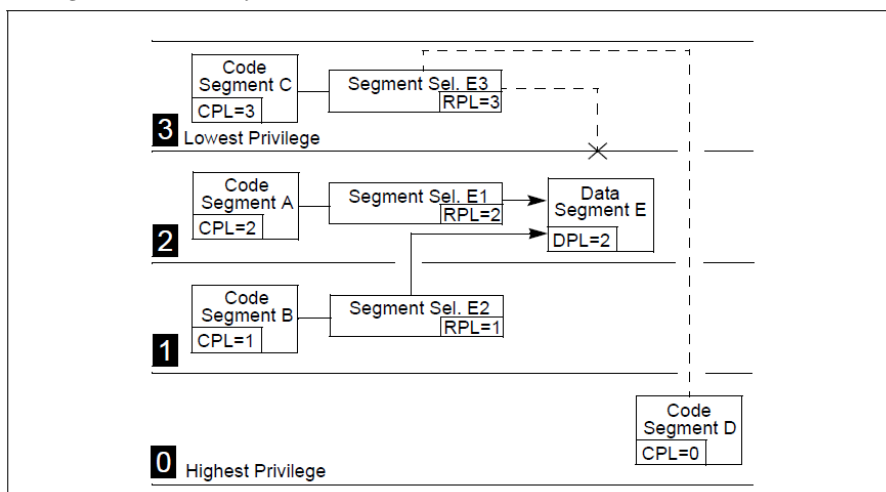 Code
Segment C
CPL=3
Segment Sel. E3
RPL=3
3 Lowest Privilege
Code
Segment A
CPL=2
Segment Sel. E1
RPL=2
Data
Segment E
DPL=2
2
Code
Segment B
CPL=1
Segment Sel. E2
RPL=1
1
Code
Segment D
CPL=0
0 Highest Privilege